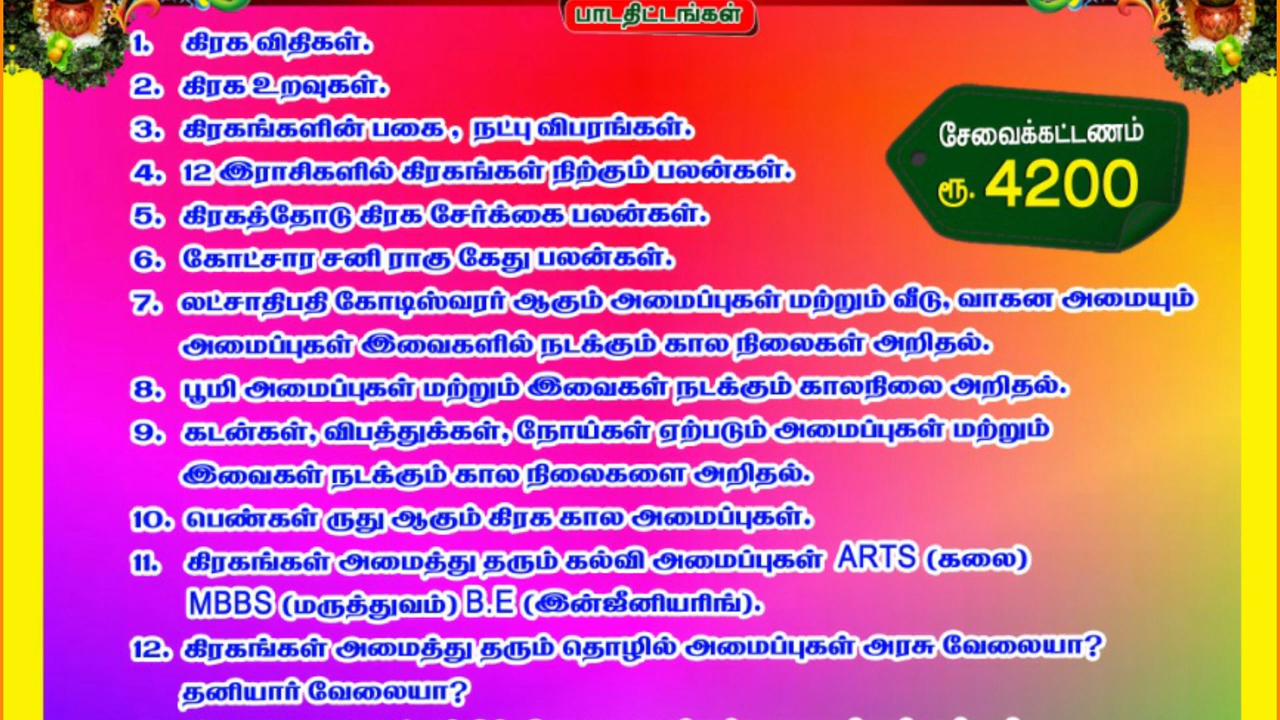 பாடதிட்டங்கள்
1. கிரக விதிகள்.
2. கிரக உறவுகள்.
3. கிரகங்களின் பகை , நட்பு விபரங்கள்.
4. 12 இராசிகளில் கிரகங்கள் நிற்கும் பலன்கள்.
5. கிரகத்தோடு கிரக சேர்க்கை பலன்கள்.
6. கோட்சார சனி ராகு கேது பலன்கள்.
சேவைக்கட்டணம்
ரூ. 4200
7. லட்சாதிபதி கோடிஸ்வரர் ஆகும் அமைப்புகள் மற்றும் வீடு, வாகன அமையும்
அமைப்புகள் இவைகளில் நடக்கும் கால நிலைகள் அறிதல்.
8. பூமி அமைப்புகள் மற்றும் இவைகள் நடக்கும் காலநிலை அறிதல்.
9. கடன்கள், விபத்துக்கள், நோய்கள் ஏற்படும் அமைப்புகள் மற்றும்
இவைகள் நடக்கும் கால நிலைகளை அறிதல்.
10. பெண்கள் ருது ஆகும் கிரக கால அமைப்புகள்.
11. கிரகங்கள் அமைத்து தரும் கல்வி அமைப்புகள் ARTS (கலை)
MBBS (மருத்துவம்) B.E (இன்ஜீனியரிங்).
12. கிரகங்கள் அமைத்து தரும் தொழில் அமைப்புகள் அரசு வேலையா?
தனியார் வேலையா?